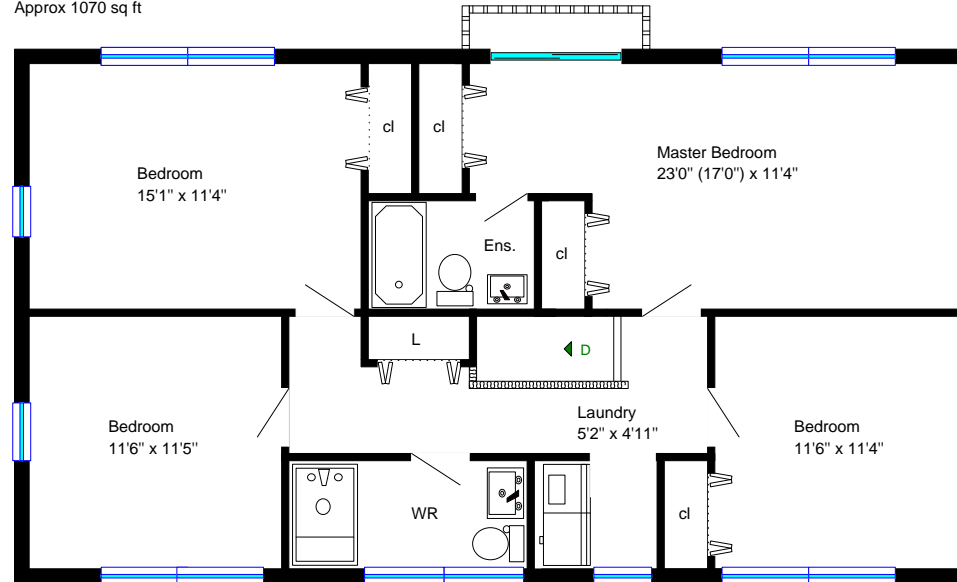 Approx 1070 sq ft
cl
cl
Master Bedroom
23'0" (17'0") x 11'4"
Bedroom
15'1" x 11'4"
Ens.
cl
L
D
Laundry
5'2" x 4'11"
Bedroom
11'6" x 11'5"
Bedroom
11'6" x 11'4"
WR
cl